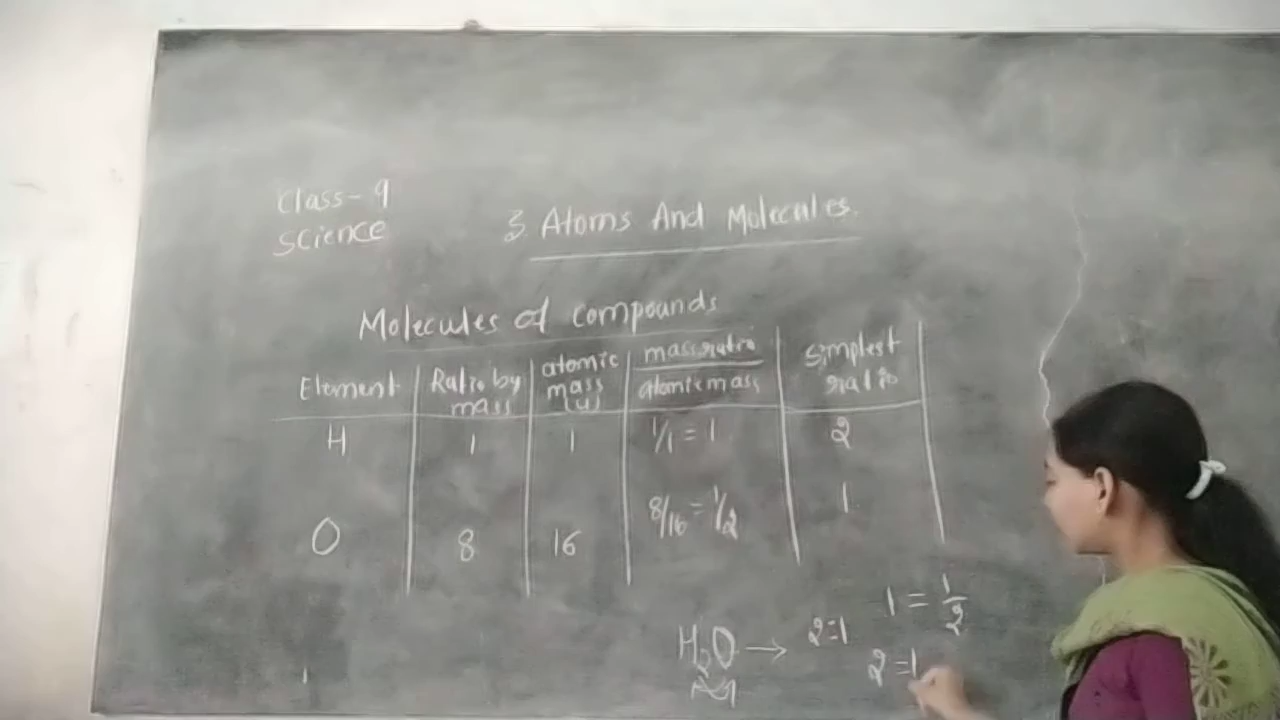 Class-9
Science
3. Atoms And Molecules.
Molecules of compounds
Element | Ratio by mass | atomic mass (u) | mass ratio / atomic mass | Simplest ratio
H | 1 | 1 | 1/1 = 1 | 2
O | 8 | 16 | 8/16 = 1/2 | 1
1 = 1/2
H2O → 2=1
2 =1